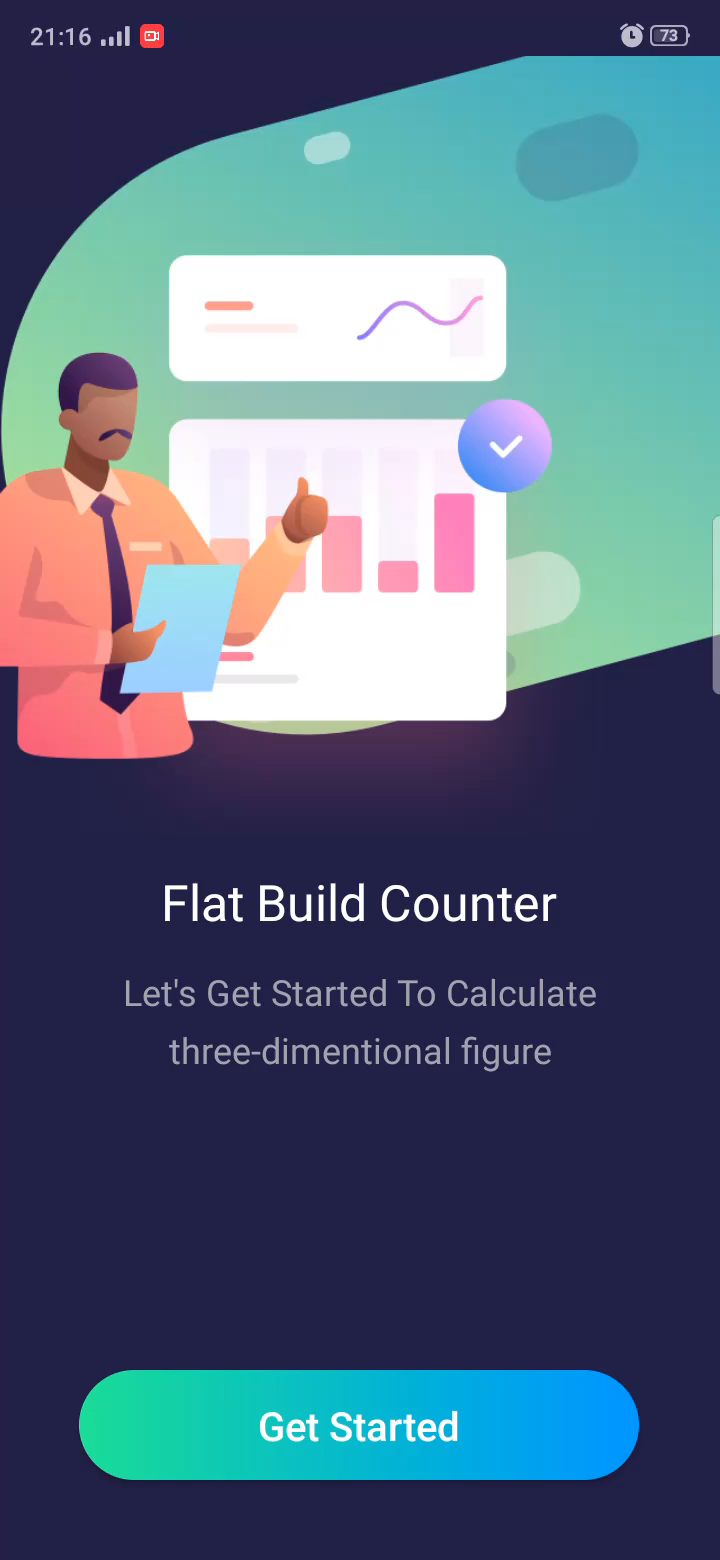 21:16
73
Flat Build Counter
Let's Get Started To Calculate
three-dimentional figure
Get Started